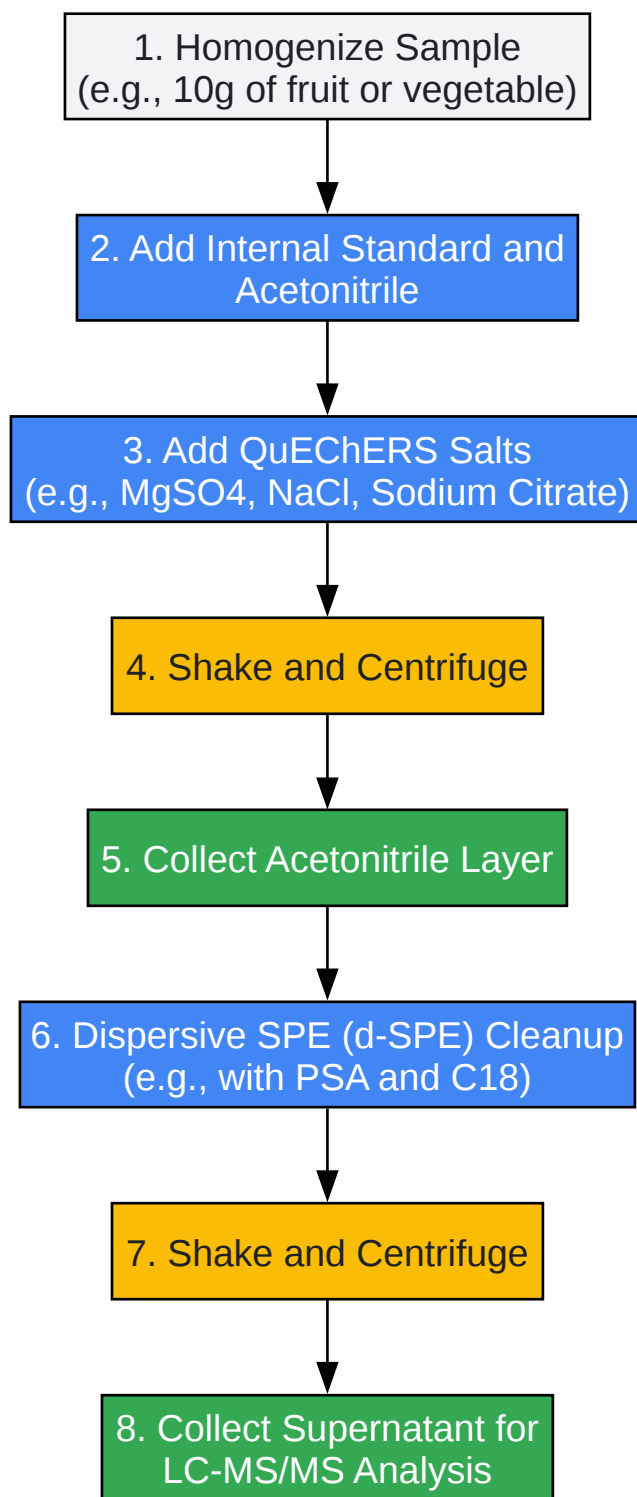 1. Homogenize Sample
(e.g., 10g of fruit or vegetable)
2. Add Internal Standard and
Acetonitrile
3. Add QuEChERS Salts
(e.g., MgSO4, NaCl, Sodium Citrate)
4. Shake and Centrifuge
5. Collect Acetonitrile Layer
6. Dispersive SPE (d-SPE) Cleanup
(e.g., with PSA and C18)
7. Shake and Centrifuge
8. Collect Supernatant for
LC-MS/MS Analysis